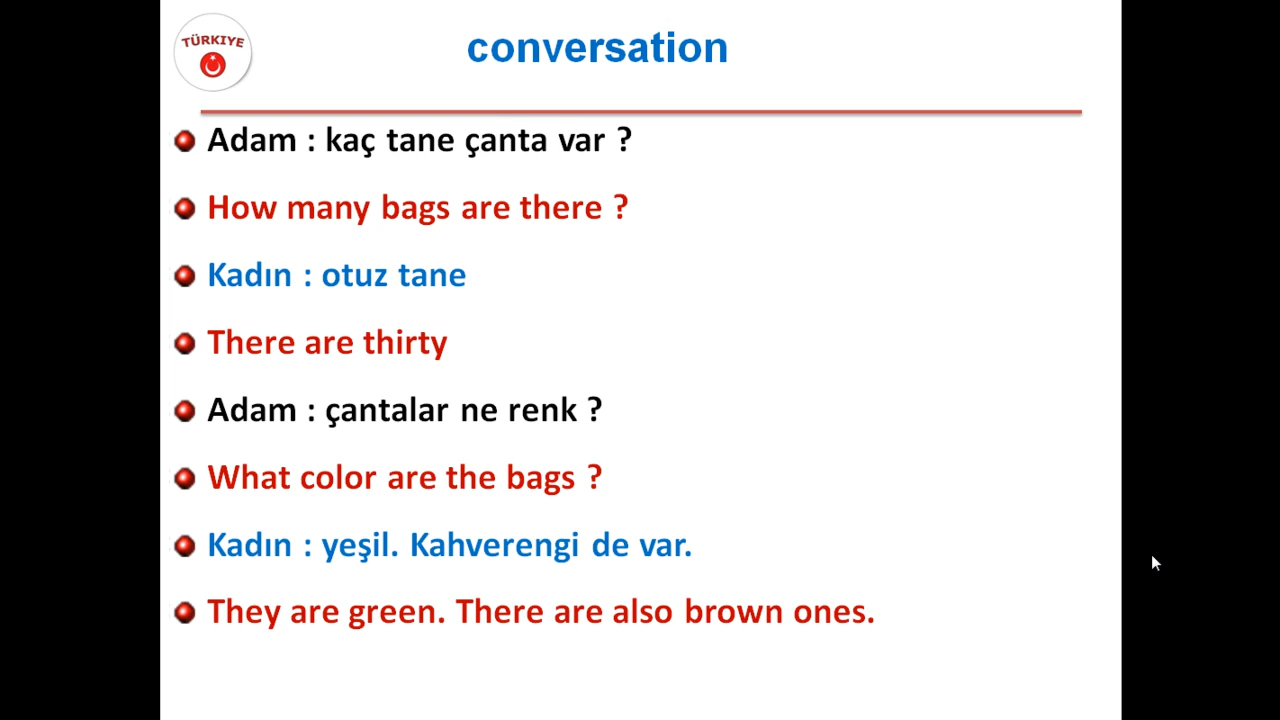 TÜRKIYE
conversation
Adam : kaç tane çanta var ?
How many bags are there ?
Kadın : otuz tane
There are thirty
Adam : çantalar ne renk ?
What color are the bags ?
Kadın : yeşil. Kahverengi de var.
They are green. There are also brown ones.